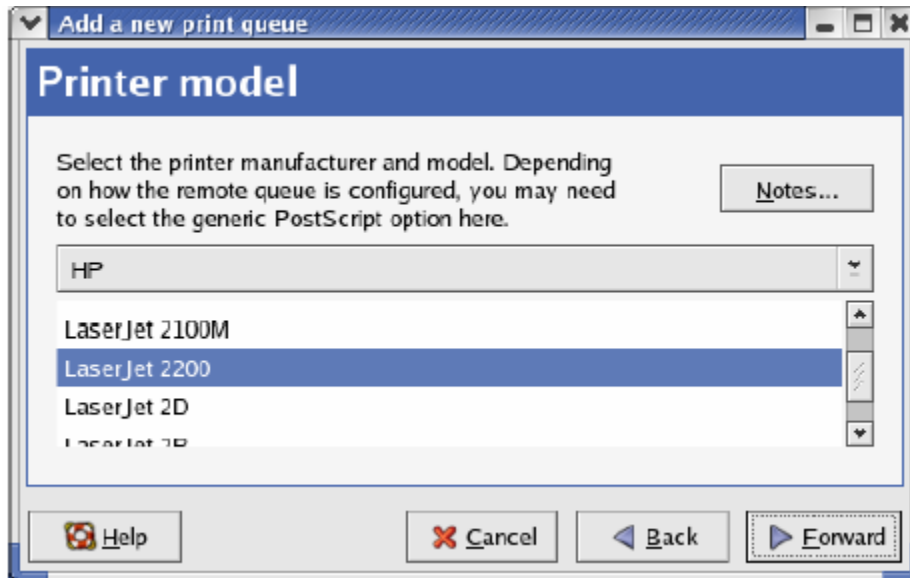 Add a new print queue
Printer model
Select the printer manufacturer and model. Depending
on how the remote queue is configured, you may need
to select the generic PostScript option here.
Notes...
HP
LaserJet 2100M
LaserJet 2200
LaserJet 2D
Help
Cancel
Back
Forward